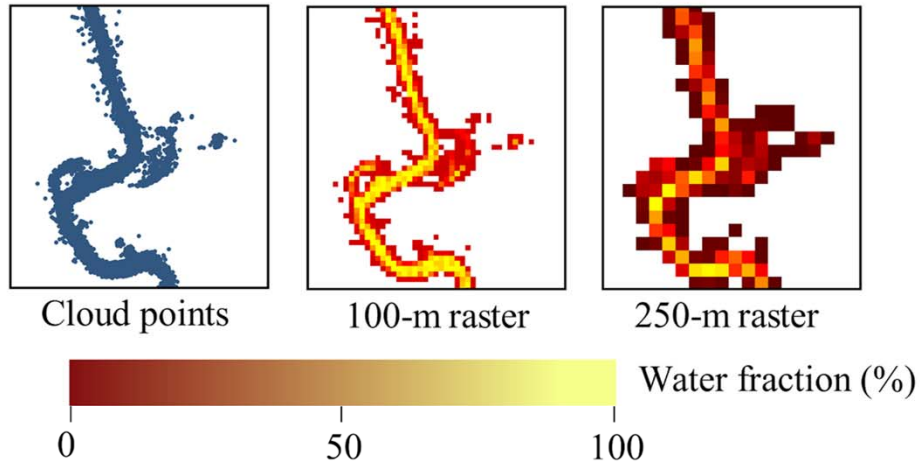 Cloud points
100-m raster
250-m raster
Water fraction (%)
0
50
100